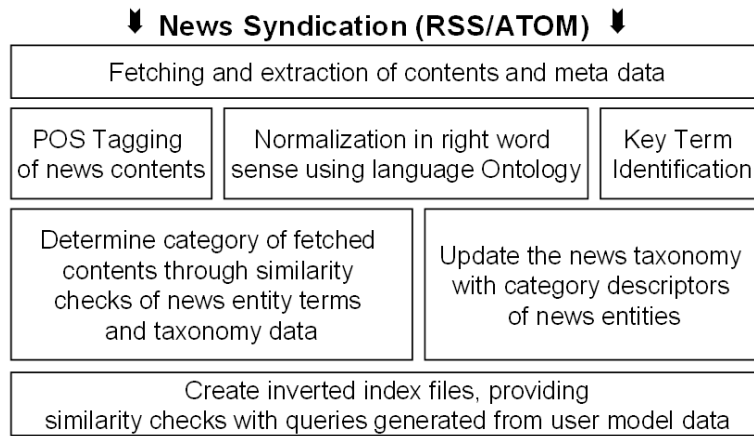 News Syndication (RSS/ATOM)
Fetching and extraction of contents and meta data
POS Tagging
of news contents
Normalization in right word
sense using language Ontology
Key Term
Identification
Determine category of fetched
contents through similarity
checks of news entity terms
and taxonomy data
Update the news taxonomy
with category descriptors
of news entities
Create inverted index files, providing
similarity checks with queries generated from user model data